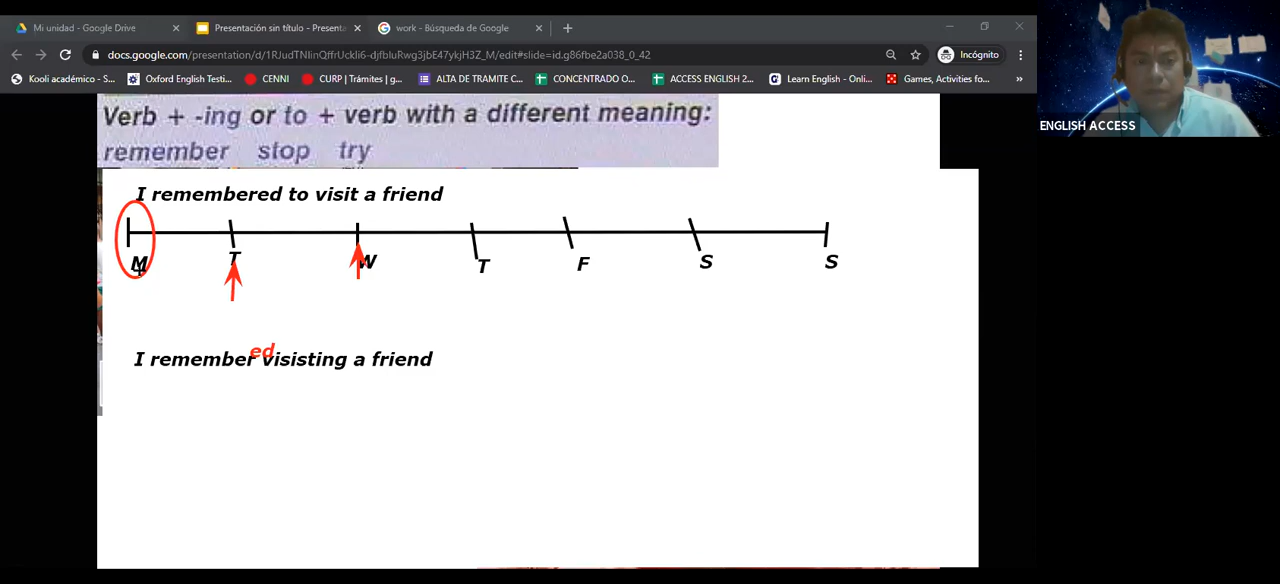 Mi unidad - Google Drive
Presentación sin título - Presenta
work - Búsqueda de Google
docs.google.com/presentation/d/1RJudTNIinQffrUckli6-djfbluRwg3jbE47ykjH3Z_M/edit#slide=id.g86fbe2a038_0_42
Incógnito
Kooli académico - S...
Oxford English Testi...
CENNI
CURP | Trámites | g...
ALTA DE TRAMITE C...
CONCENTRADO O...
ACCESS ENGLISH 2...
Learn English - Onli...
Games, Activities fo...
»
ENGLISH ACCESS
Verb + -ing or to + verb with a different meaning:
remember stop try
I remembered to visit a friend
M T W T F S S
ed
I remember visisting a friend